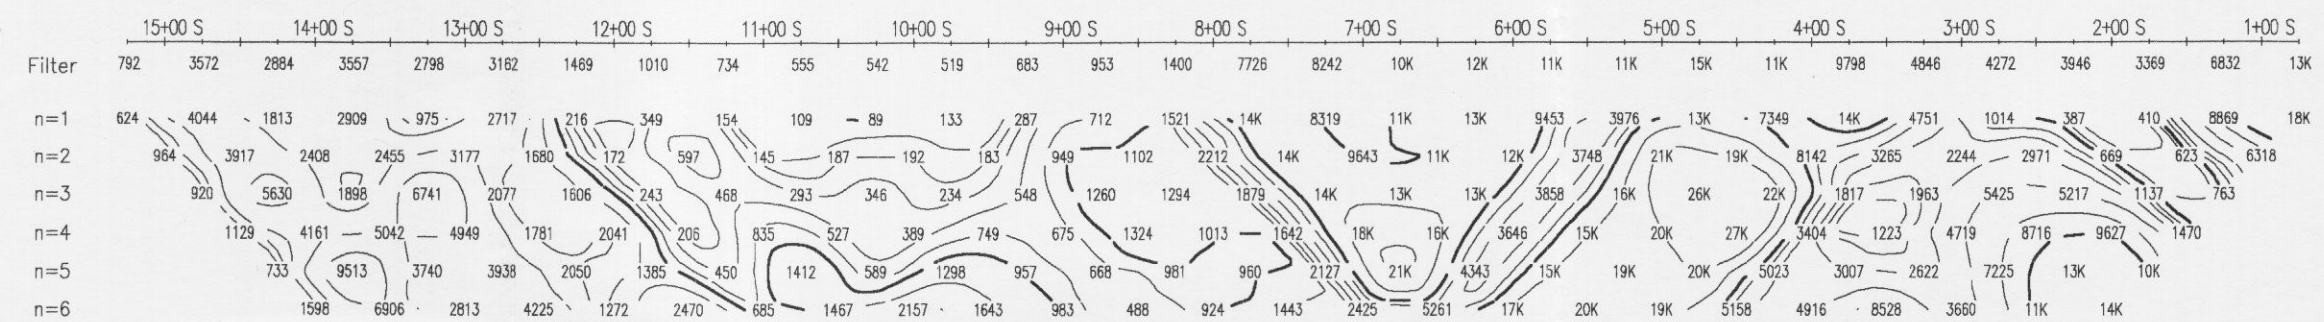 15+00 S 14+00 S 13+00 S 12+00 S 11+00 S 10+00 S 9+00 S 8+00 S 7+00 S 6+00 S 5+00 S 4+00 S 3+00 S 2+00 S 1+00 S
Filter 792 3572 2884 3557 2798 3162 1469 1010 734 555 542 519 683 953 1400 7726 8242 10K 12K 11K 11K 15K 11K 9798 4846 4272 3946 3369 6832 13K
n=1 624 4044 1813 2909 975 2717 216 349 154 109 89 133 287 712 1521 14K 8319 11K 13K 9453 3976 13K 7349 14K 4751 1014 387 410 8869 18K
n=2 964 3917 2408 2455 3177 1680 172 597 145 187 192 183 949 1102 2212 14K 9643 11K 12K 3748 21K 19K 8142 3265 2244 2971 669 623 6318
n=3 920 5630 1898 6741 2077 1606 243 468 293 346 234 548 1260 1294 1879 14K 13K 13K 3858 16K 26K 22K 1817 1963 5425 5217 1137 763
n=4 1129 4161 5042 4949 1781 2041 206 835 527 389 749 675 1324 1013 1642 18K 16K 3646 15K 20K 27K 3404 1223 4719 8716 9627 1470
n=5 733 9513 3740 3938 2050 1385 450 1412 589 1298 957 668 981 960 2127 21K 4343 15K 19K 20K 5023 3007 2622 7225 13K 10K
n=6 1598 6906 2813 4225 1272 2470 685 1467 2157 1643 983 488 924 1443 2425 5261 17K 20K 19K 5158 4916 8528 3660 11K 14K